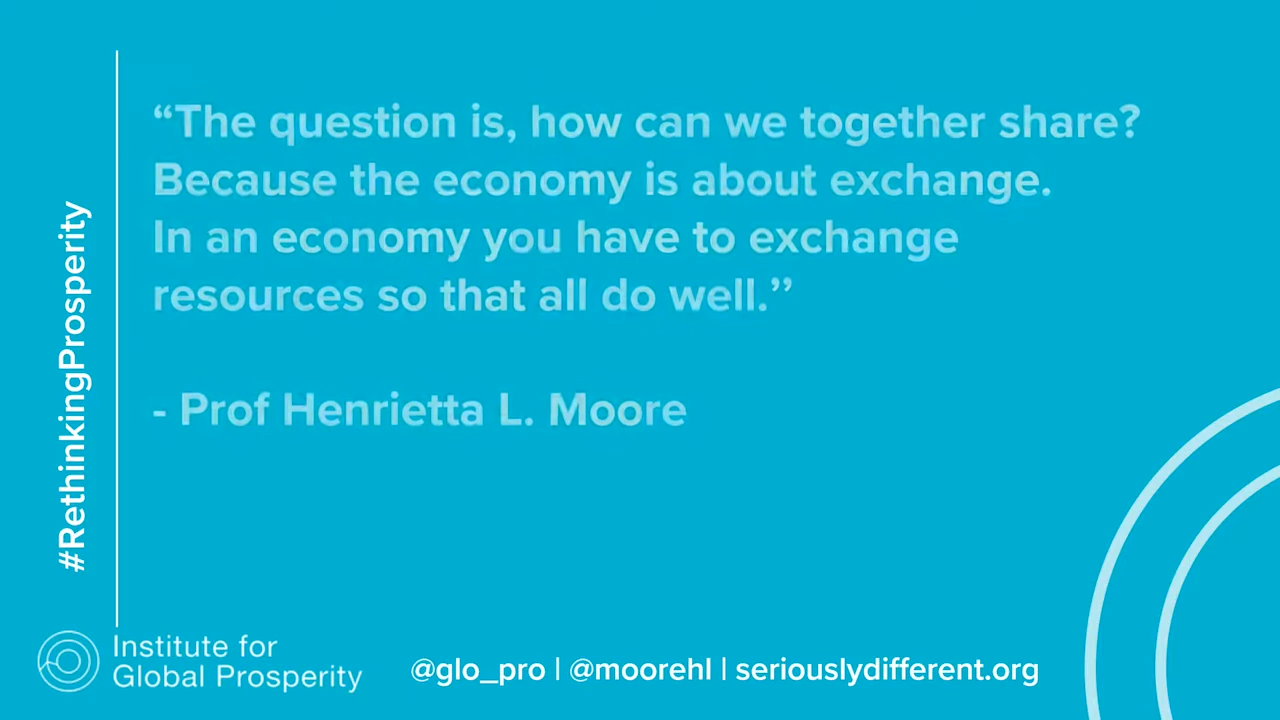 “The question is, how can we together share?
Because the economy is about exchange.
In an economy you have to exchange
resources so that all do well.’’
- Prof Henrietta L. Moore
#RethinkingProsperity
Institute for
Global Prosperity
@glo_pro | @moorehl | seriouslydifferent.org